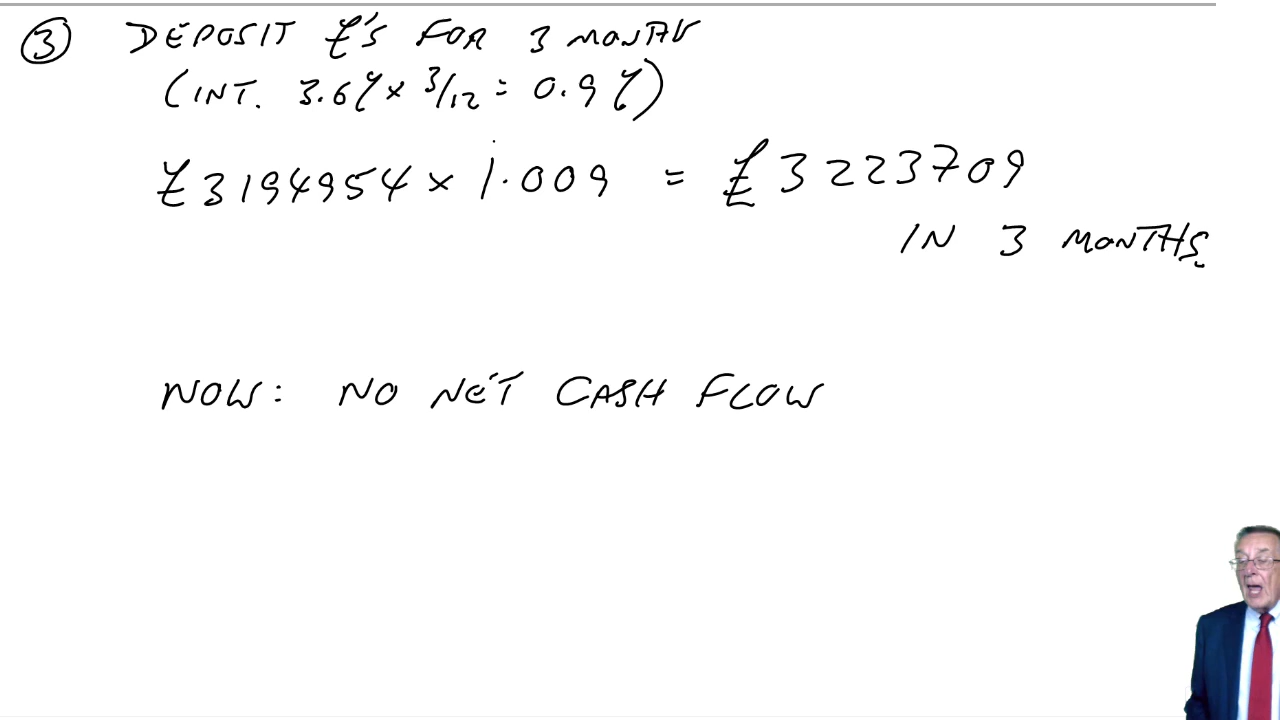 ③ DEPOSIT £'S FOR 3 MONTHS
(INT. 3.6% × 3/12 = 0.9%)
£3194954 × 1.009 = £3223709
IN 3 MONTHS.
NOW: NO NET CASH FLOW